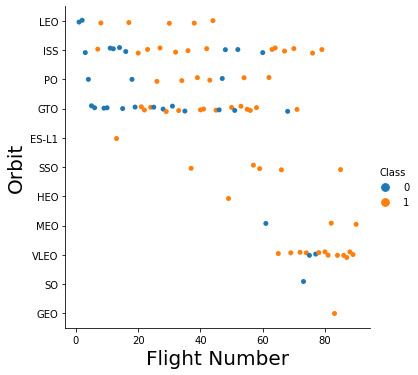 LEO
ISS
PO
GTO
ES-L1
SSO
HEO
MEO
VLEO
SO
GEO
Orbit
0 20 40 60 80
Flight Number
Class
0
1